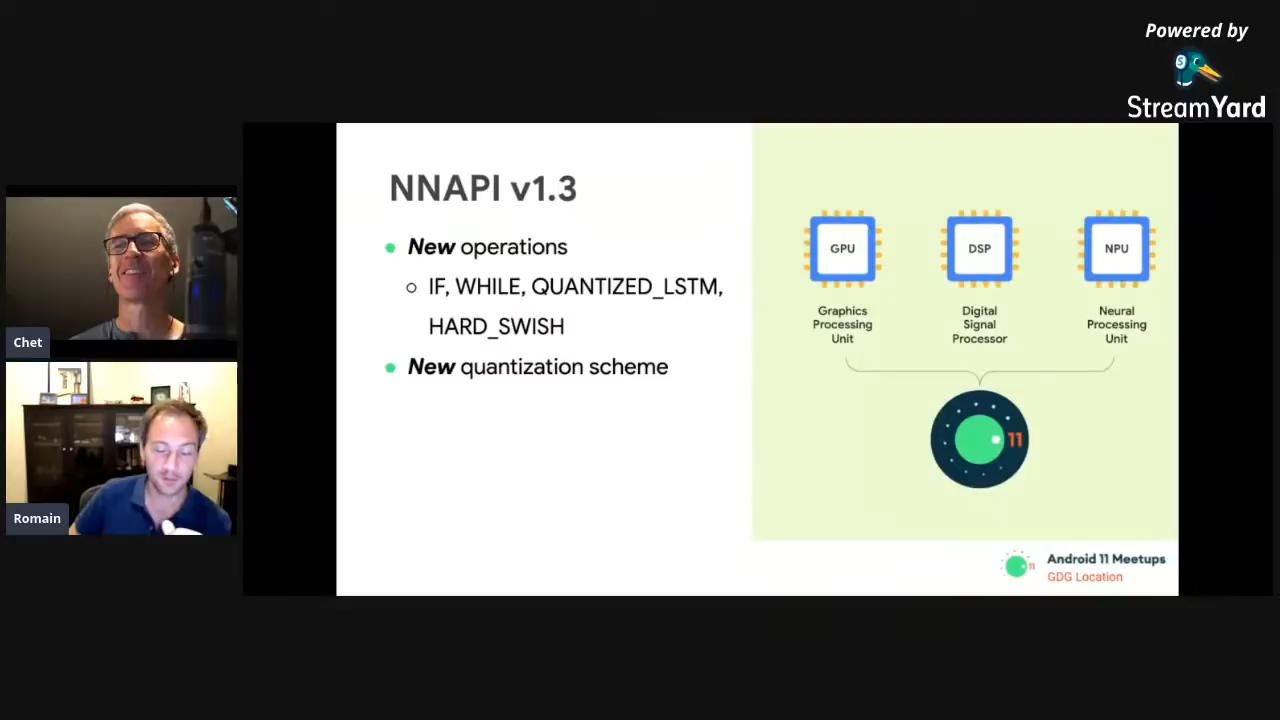 Powered by
StreamYard
Chet
Romain
NNAPI v1.3
New operations
IF, WHILE, QUANTIZED_LSTM,
HARD_SWISH
New quantization scheme
GPU
DSP
NPU
Graphics
Processing
Unit
Digital
Signal
Processor
Neural
Processing
Unit
11
11
Android 11 Meetups
GDG Location